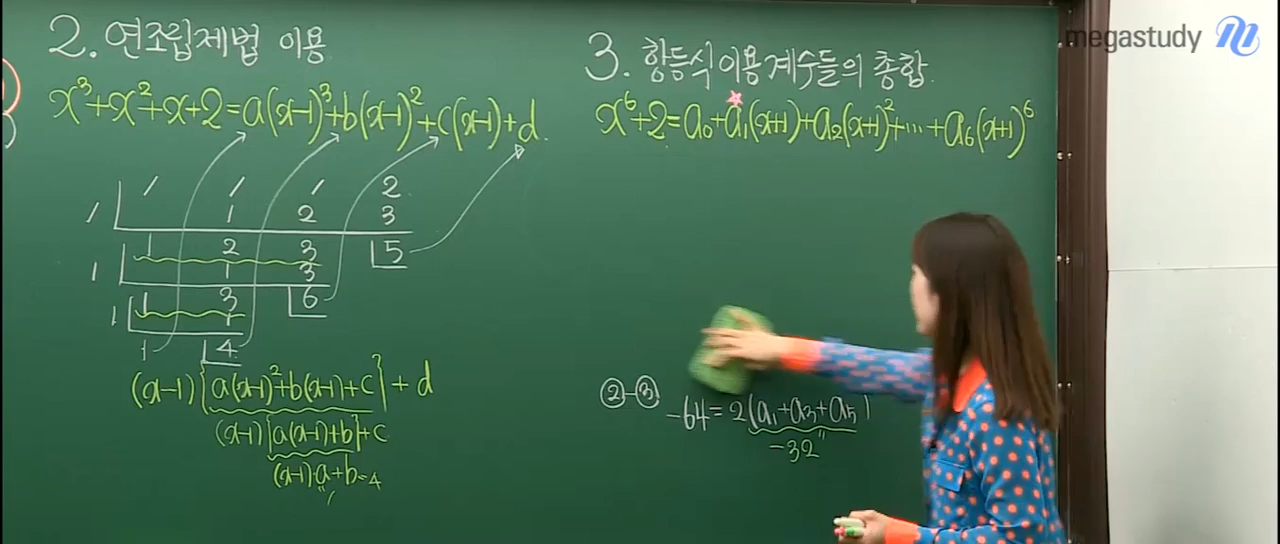 megastudy
2. 연조립제법 이용
x³+x²+x+2=a(x-1)³+b(x-1)²+c(x-1)+d.
1 1 1 2
1 1 2 3
1 2 3 5
1 1 3
1 3 6
1 1
1 4
(x-1){a(x-1)²+b(x-1)+c}+d
(x-1){a(x-1)+b}+c
(x-1)·a+b=4
"
1
3. 항등식 이용 계수들의 총합.
x⁶+2=a₀+a₁(x+1)+a₂(x+1)²+…+a₆(x+1)⁶
②-③ -64=2(a₁+a₃+a₅)
"
-32